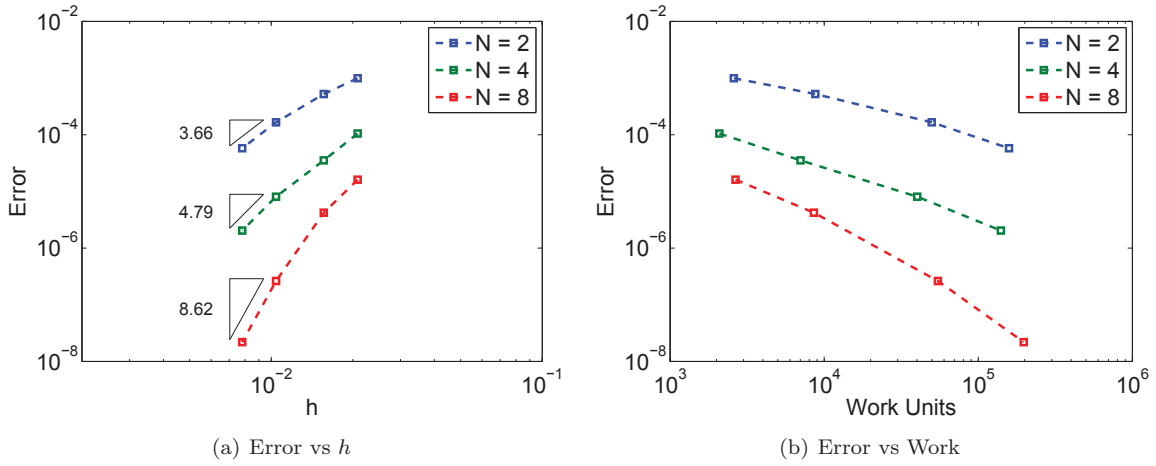 10^-2
10^-4
10^-6
10^-8
Error
N = 2
N = 4
N = 8
3.66
4.79
8.62
10^-2
10^-1
h
(a) Error vs h
10^-2
10^-4
10^-6
10^-8
Error
N = 2
N = 4
N = 8
10^3
10^4
10^5
10^6
Work Units
(b) Error vs Work